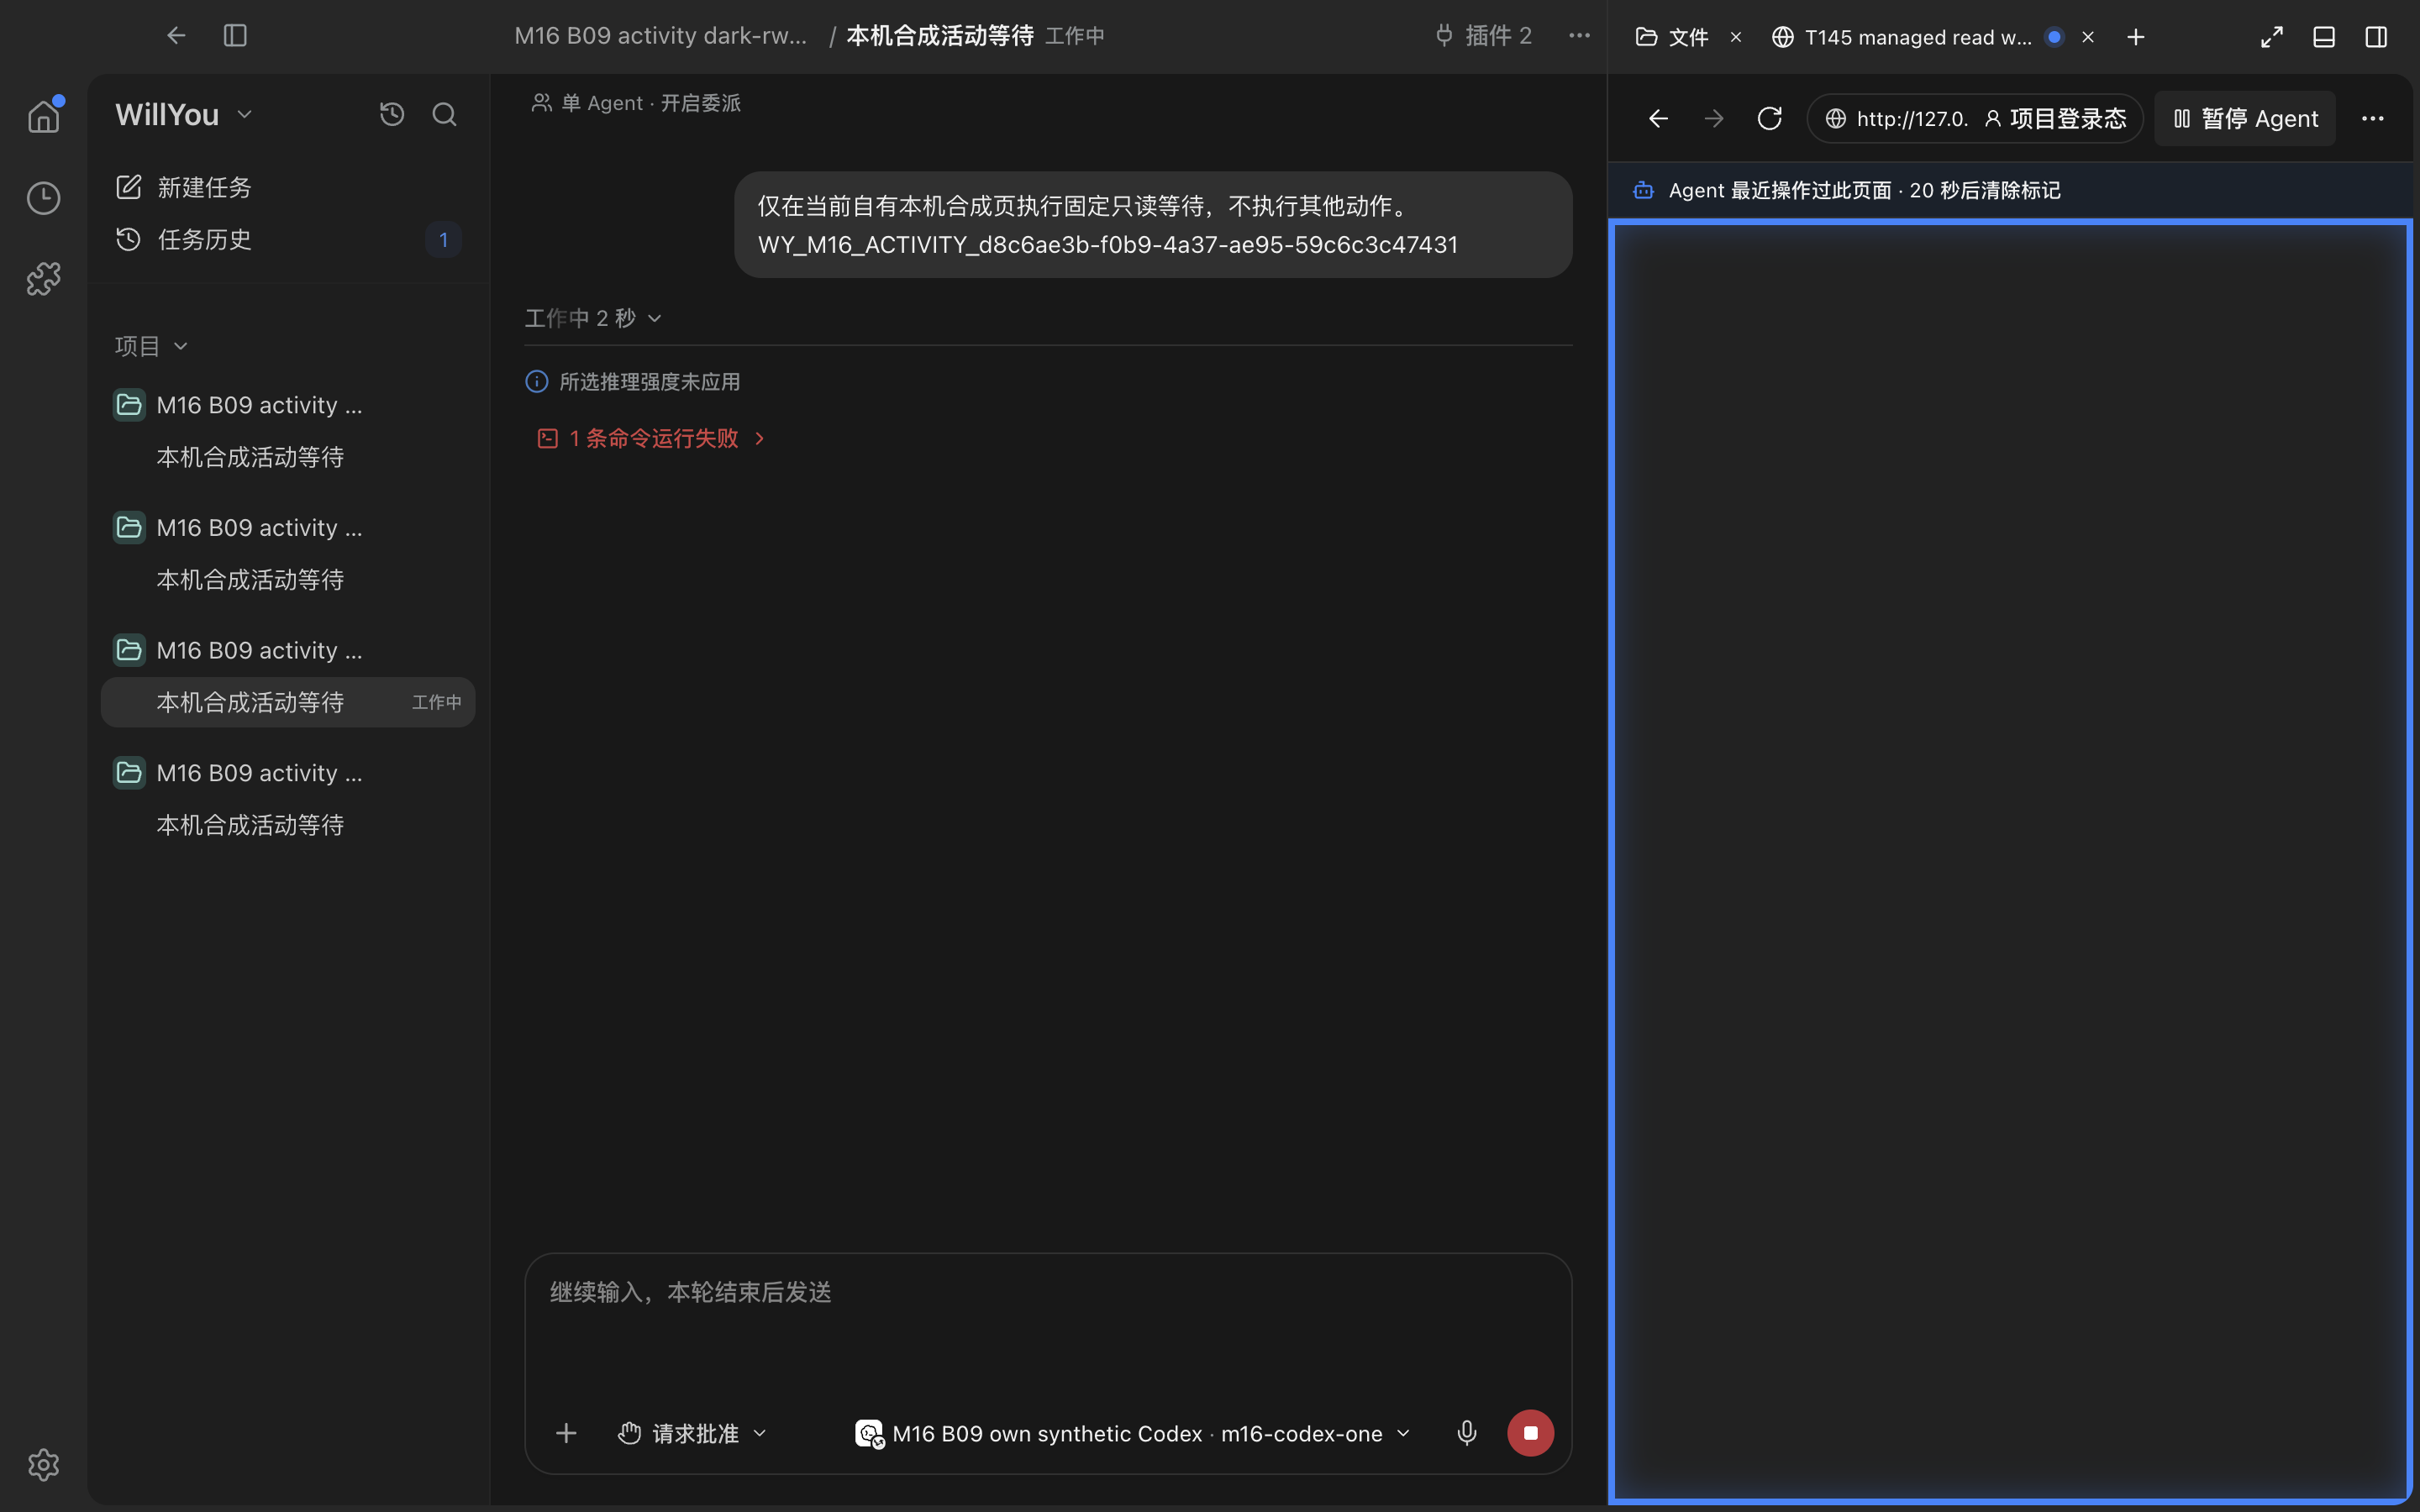 M16 B09 activity dark-rw... / 本机合成活动等待 工作中
插件 2
文件
T145 managed read w...
WillYou
新建任务
任务历史 1
项目
M16 B09 activity ...
本机合成活动等待
M16 B09 activity ...
本机合成活动等待
M16 B09 activity ...
本机合成活动等待 工作中
M16 B09 activity ...
本机合成活动等待
单 Agent · 开启委派
仅在当前自有本机合成页执行固定只读等待，不执行其他动作。
WY_M16_ACTIVITY_d8c6ae3b-f0b9-4a37-ae95-59c6c3c47431
工作中 2 秒
所选推理强度未应用
1 条命令运行失败
继续输入，本轮结束后发送
请求批准
M16 B09 own synthetic Codex · m16-codex-one
http://127.0. 项目登录态
暂停 Agent
Agent 最近操作过此页面 · 20 秒后清除标记